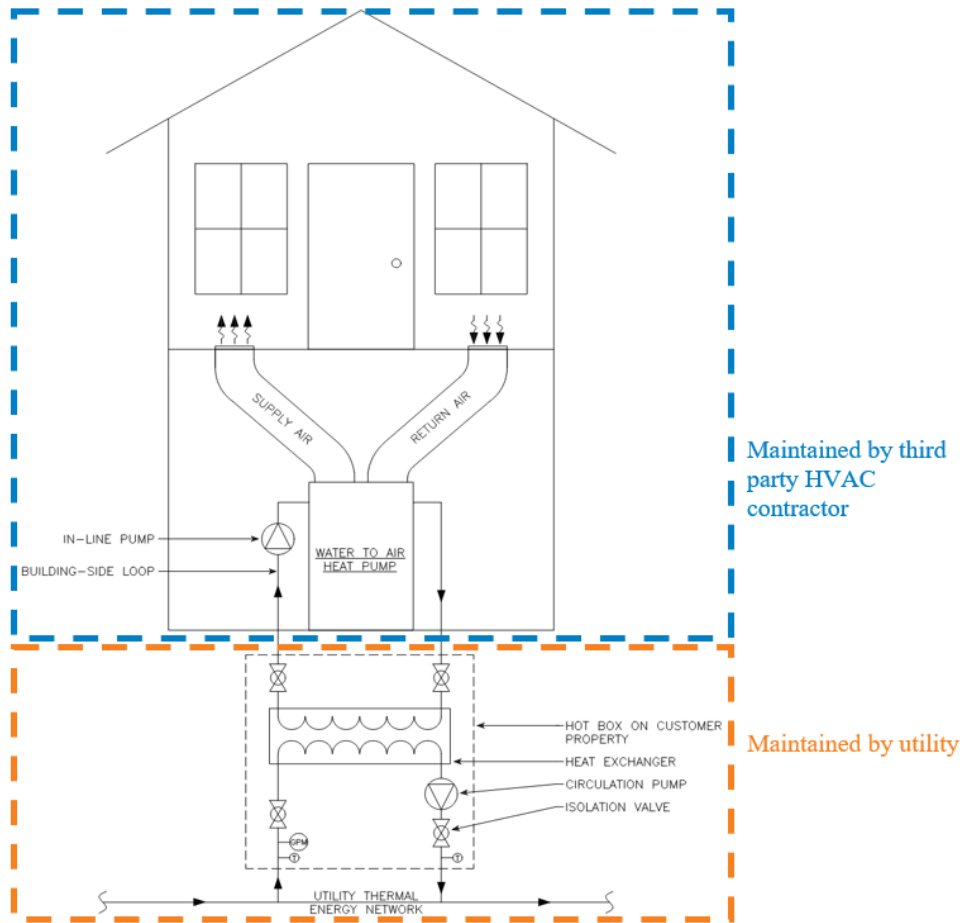 SUPPLY AIR
RETURN AIR
Maintained by third
party HVAC
contractor
IN-LINE PUMP
BUILDING-SIDE LOOP
WATER TO AIR
HEAT PUMP
HOT BOX ON CUSTOMER
PROPERTY
HEAT EXCHANGER
CIRCULATION PUMP
ISOLATION VALVE
Maintained by utility
GPM
T
T
UTILITY THERMAL
ENERGY NETWORK